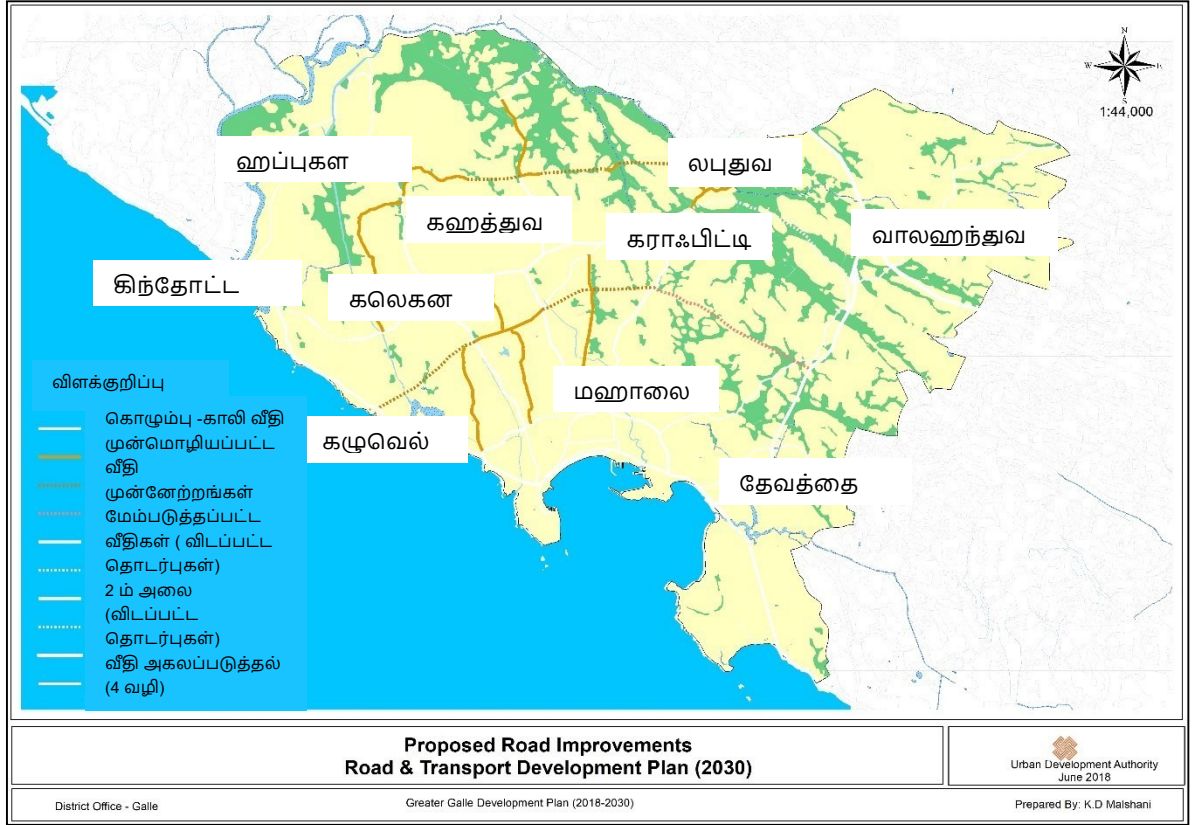 N
W
E
S
1:44,000
ஹப்புகள
லபுதுவ
கஹத்துவ
கராஃபிட்டி
வாலஹந்துவ
கிந்தோட்ட
கலெகன
விளக்குறிப்பு
மஹாலை
கொழும்பு -காலி வீதி
முன்மொழியப்பட்ட
வீதி
முன்னேற்றங்கள்
மேம்படுத்தப்பட்ட
வீதிகள் ( விடப்பட்ட
தொடர்புகள்)
2 ம் அலை
(விடப்பட்ட
தொடர்புகள்)
வீதி அகலப்படுத்தல்
(4 வழி)
கழுவெல்
தேவத்தை
Proposed Road Improvements
Road & Transport Development Plan (2030)
Urban Development Authority
June 2018
District Office - Galle
Greater Galle Development Plan (2018-2030)
Prepared By: K.D Malshani